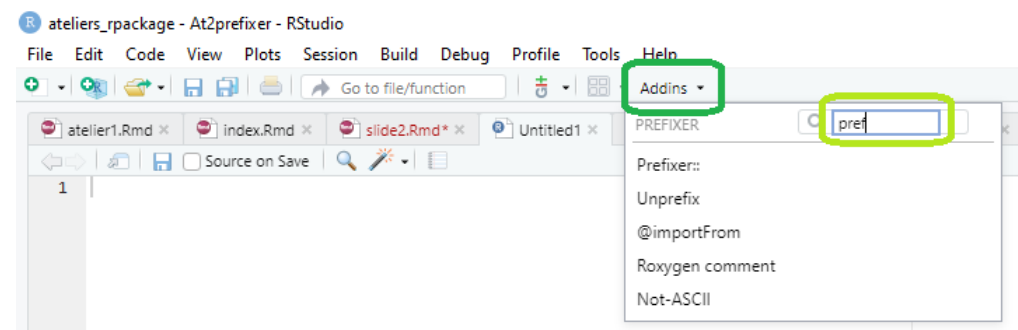 R ateliers_rpackage - At2prefixer - RStudio
File Edit Code View Plots Session Build Debug Profile Tools Help
Go to file/function Addins
atelier1.Rmd × index.Rmd × slide2.Rmd* × Untitled1 ×
Source on Save
1
PREFIXER pref
Prefixer::
Unprefix
@importFrom
Roxygen comment
Not-ASCII